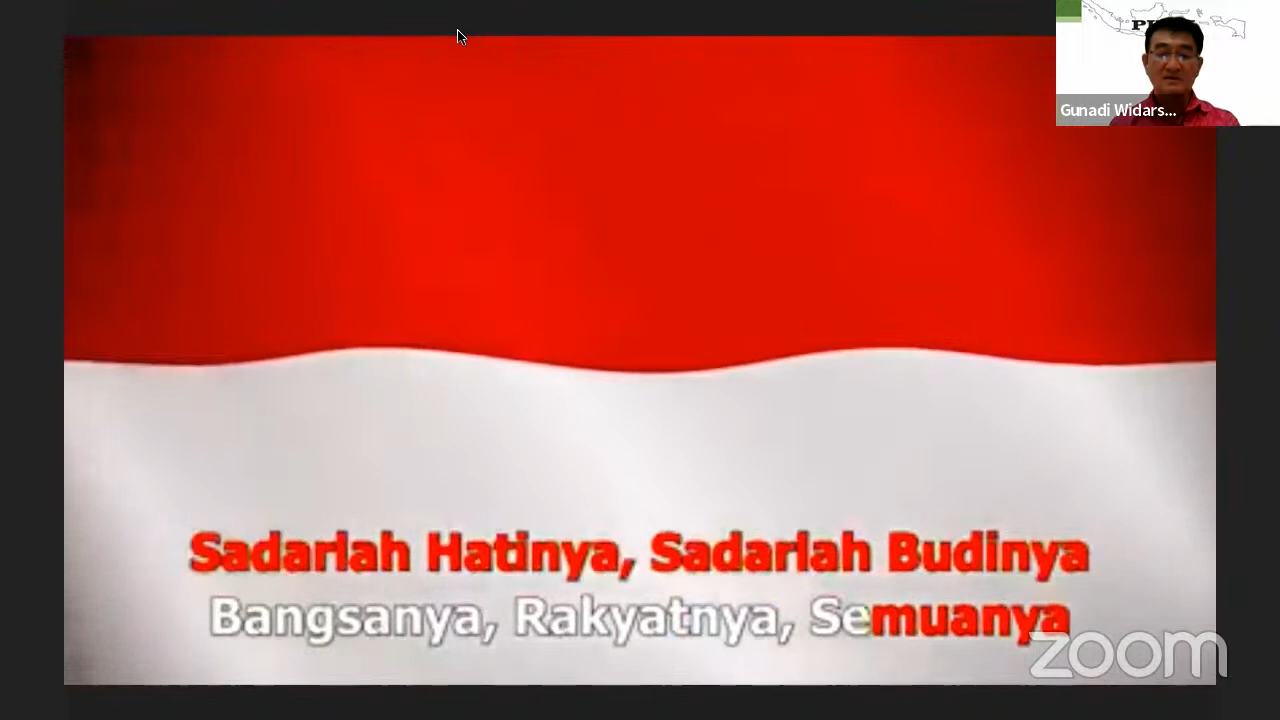 Gunadi Widars...
Sadarlah Hatinya, Sadarlah Budinya
Bangsanya, Rakyatnya, Semuanya
zoom